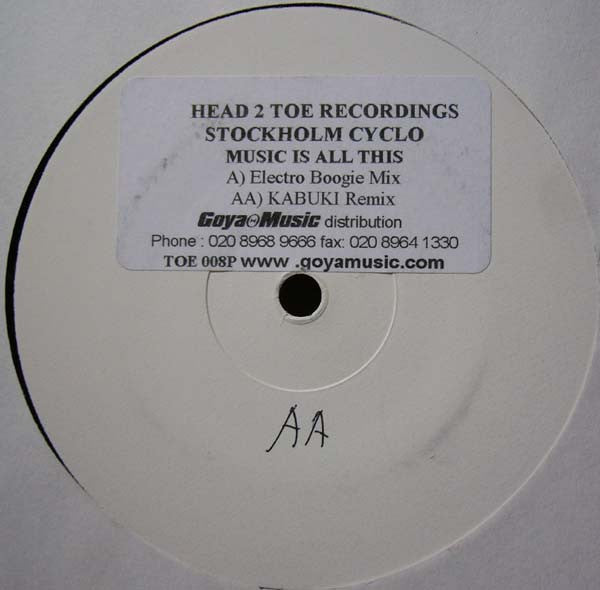 HEAD 2 TOE RECORDINGS
STOCKHOLM CYCLO
MUSIC IS ALL THIS
A) Electro Boogie Mix
AA) KABUKI Remix
Goya Music distribution
Phone : 020 8968 9666 fax: 020 8964 1330
TOE 008P www .goyamusic.com
AA